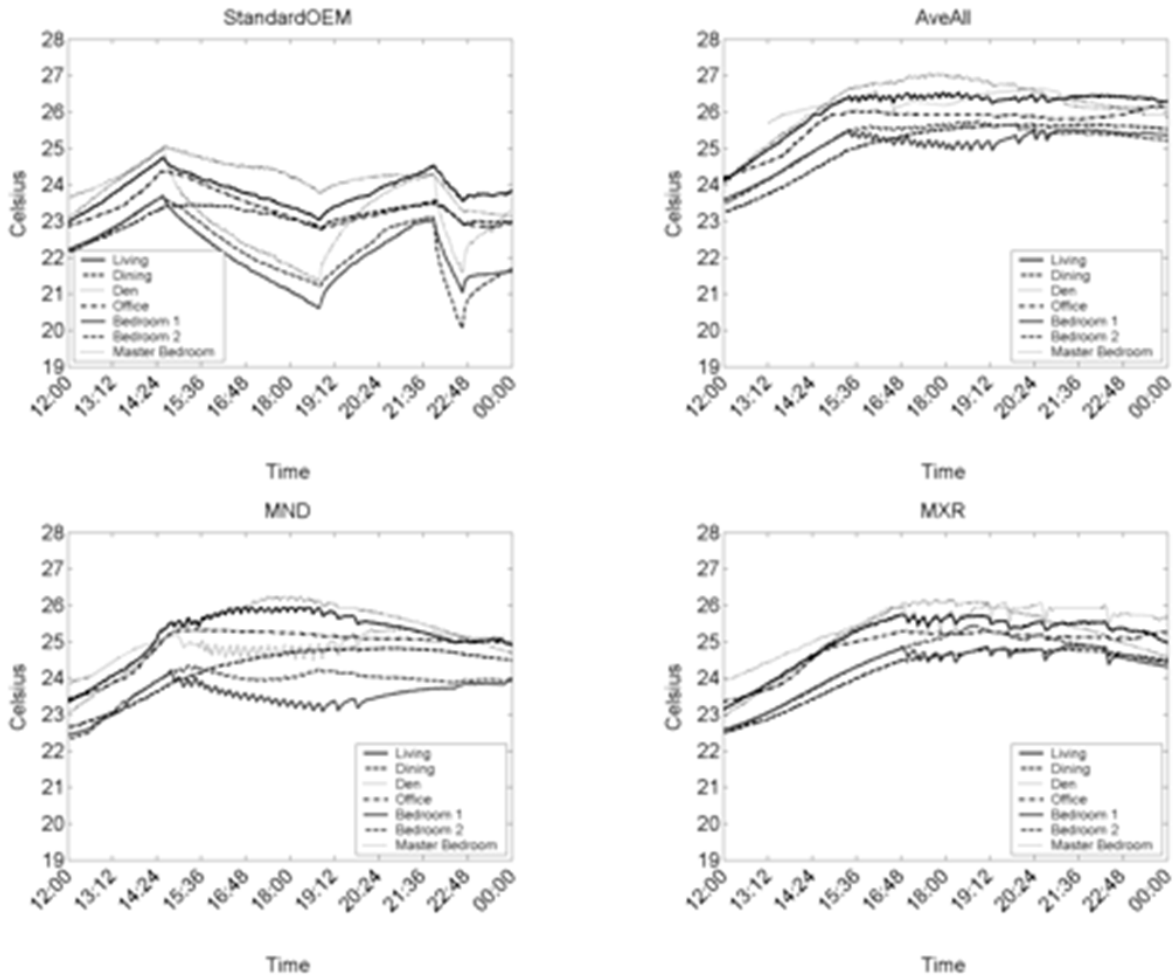 StandardOEM
28
27
26
25
24
23
22
21
20
19
Celsius
Living
Dining
Den
Office
Bedroom 1
Bedroom 2
Master Bedroom
12:00
13:12
14:24
15:36
16:48
18:00
19:12
20:24
21:36
22:48
00:00
Time
AveAll
28
27
26
25
24
23
22
21
20
19
Celsius
Living
Dining
Den
Office
Bedroom 1
Bedroom 2
Master Bedroom
12:00
13:12
14:24
15:36
16:48
18:00
19:12
20:24
21:36
22:48
00:00
Time
MND
28
27
26
25
24
23
22
21
20
19
Celsius
Living
Dining
Den
Office
Bedroom 1
Bedroom 2
Master Bedroom
12:00
13:12
14:24
15:36
16:48
18:00
19:12
20:24
21:36
22:48
00:00
Time
MXR
28
27
26
25
24
23
22
21
20
19
Celsius
Living
Dining
Den
Office
Bedroom 1
Bedroom 2
Master Bedroom
12:00
13:12
14:24
15:36
16:48
18:00
19:12
20:24
21:36
22:48
00:00
Time